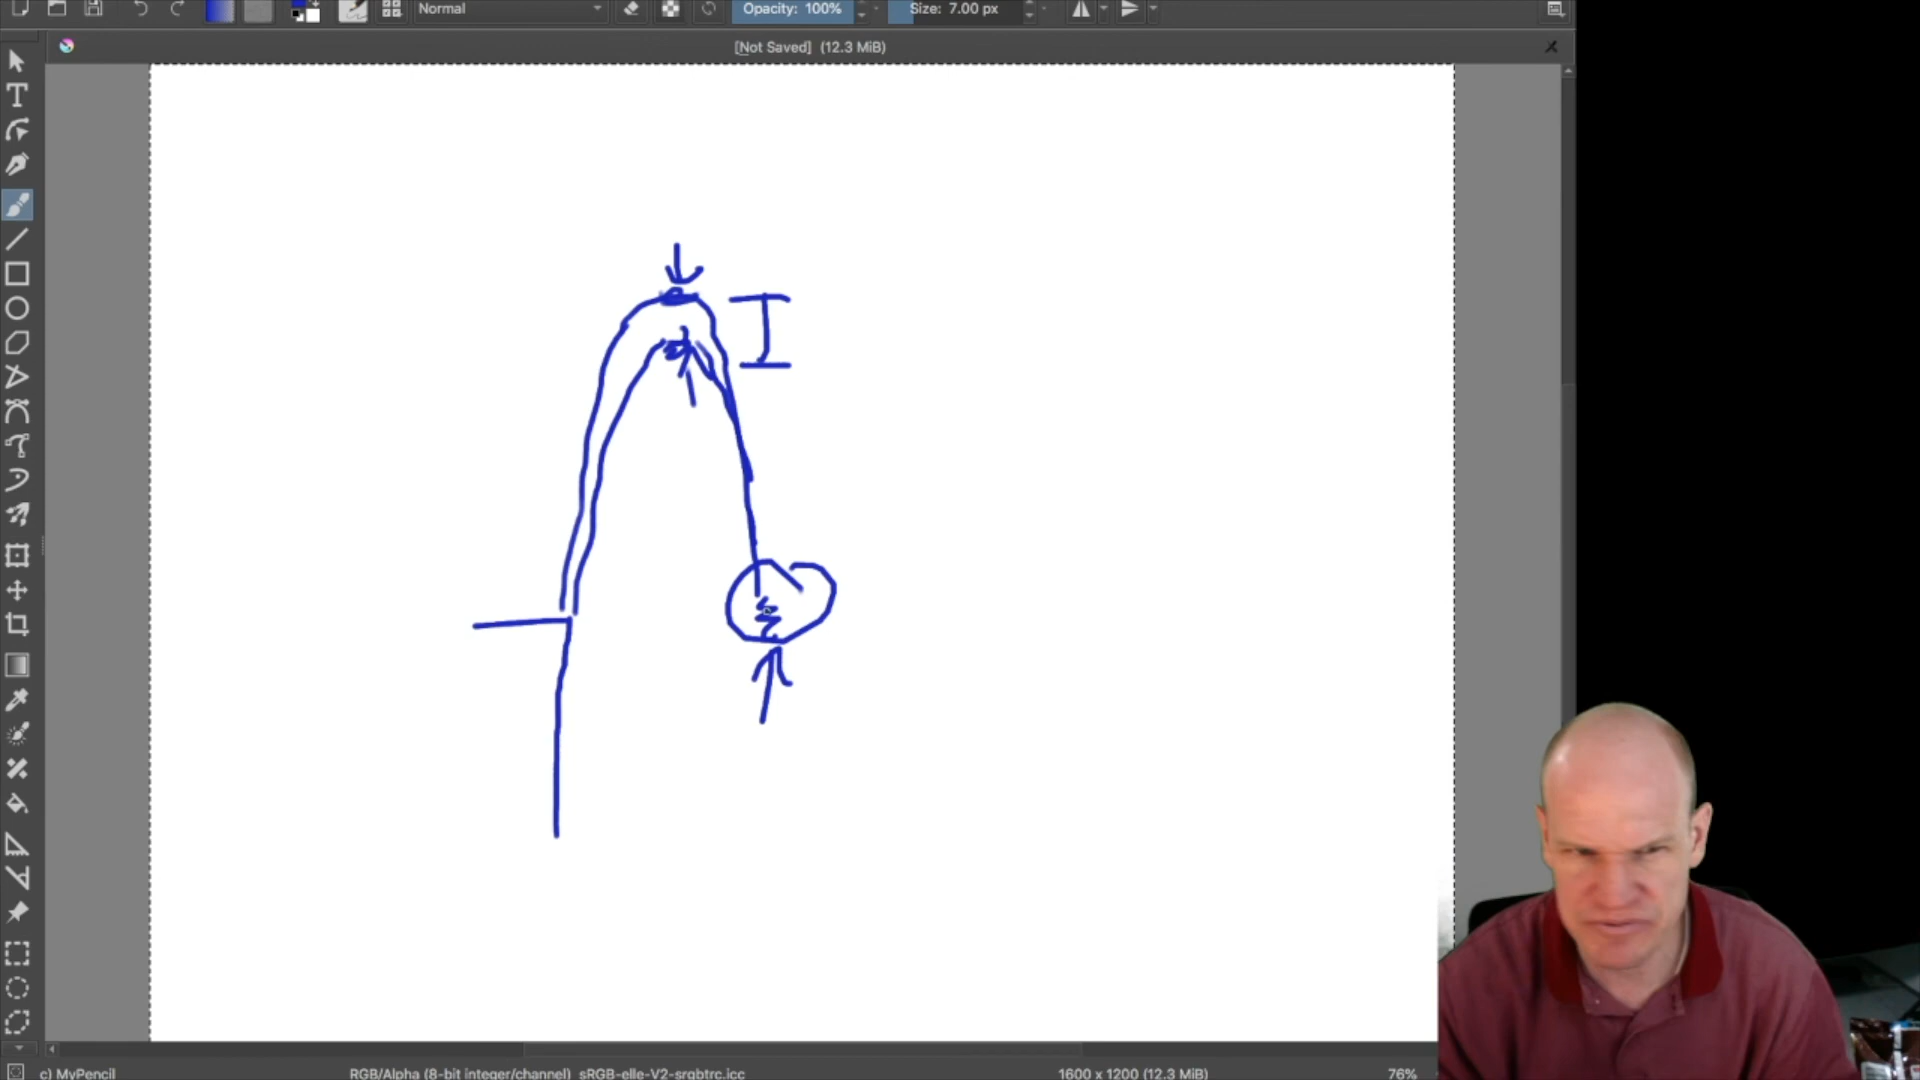 Normal
Opacity: 100%
Size: 7.00 px
[Not Saved] (12.3 MiB)
c) MyPencil
RGB/Alpha (8-bit integer/channel) sRGB-elle-V2-srgbtrc.icc
1600 x 1200 (12.3 MiB)
76%